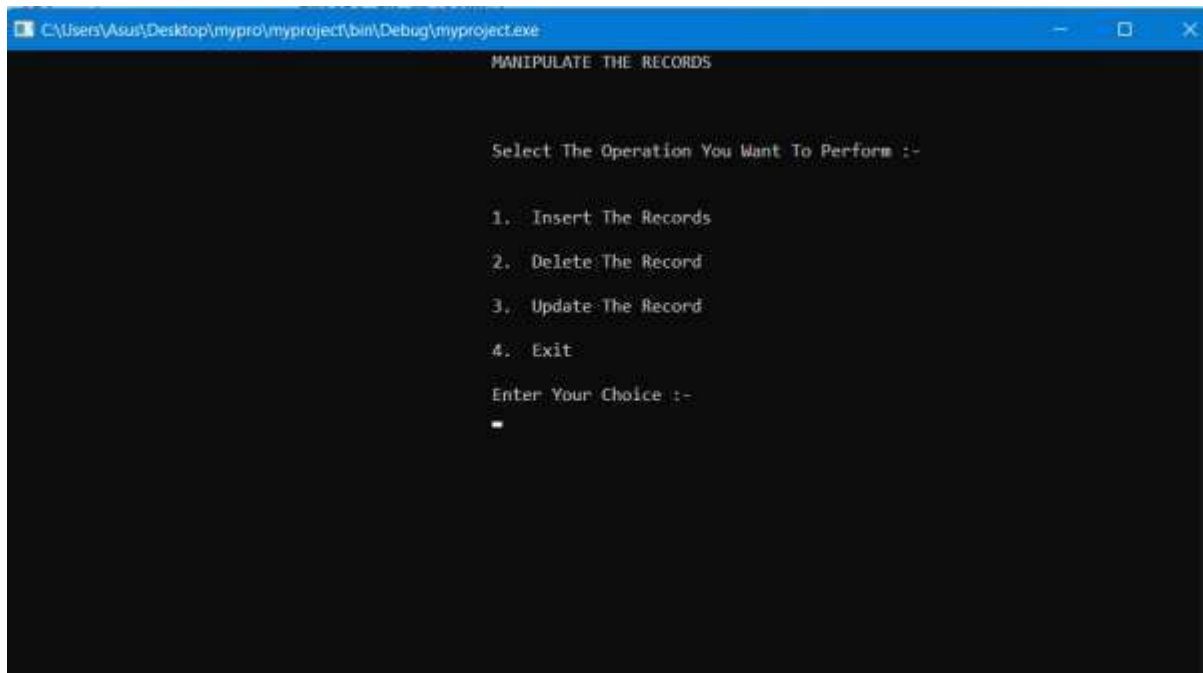 C:\Users\Asus\Desktop\mypro\myproject\bin\Debug\myproject.exe
MANIPULATE THE RECORDS
Select The Operation You Want To Perform :-
1. Insert The Records
2. Delete The Record
3. Update The Record
4. Exit
Enter Your Choice :-